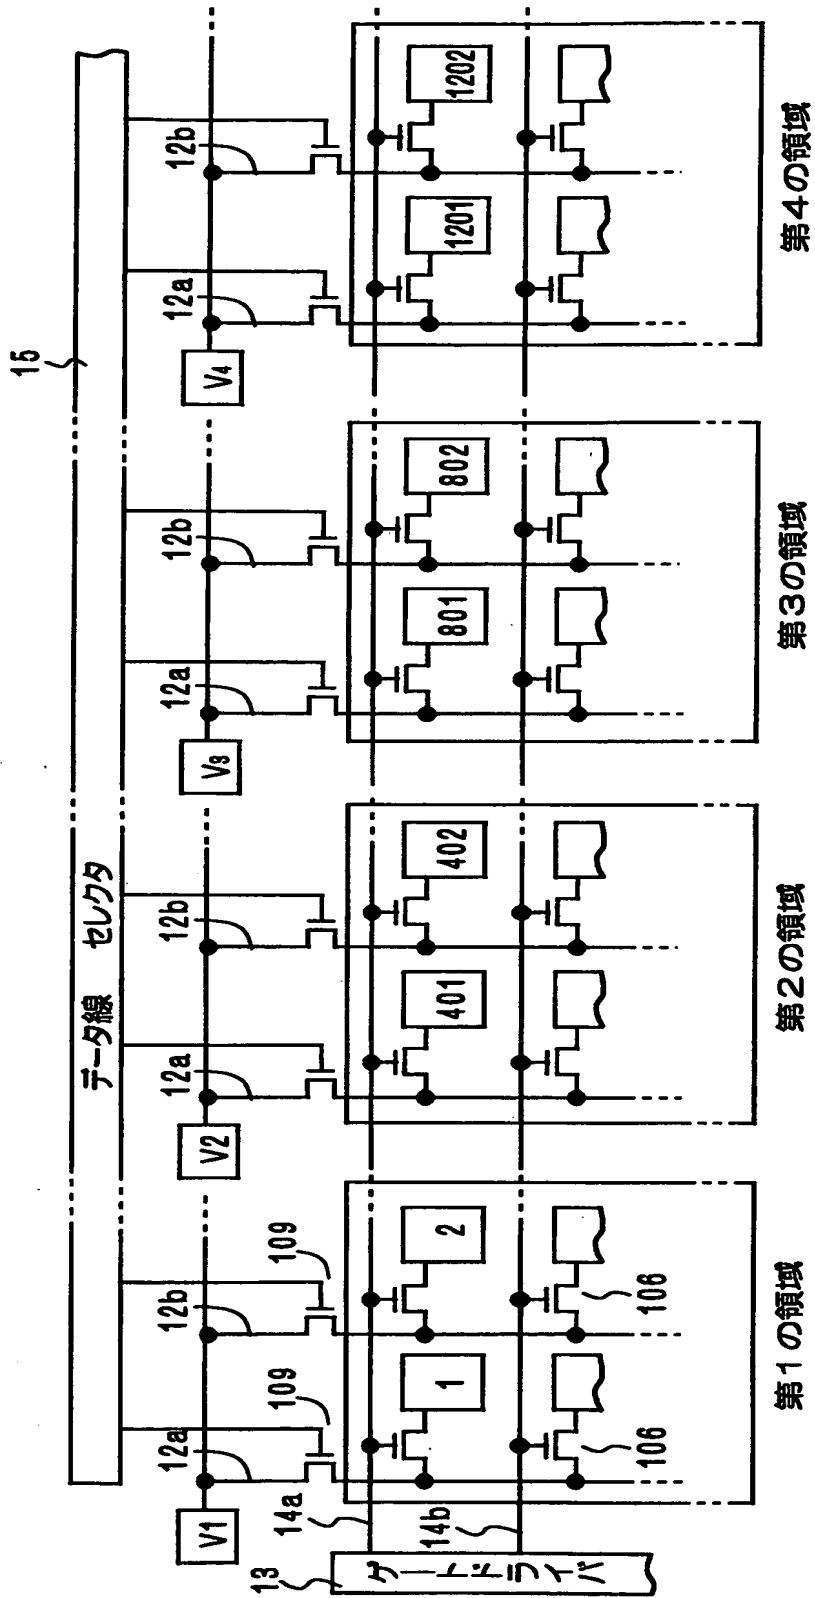 15
データ線 セレクタ
12a 12b 12a 12b 12a 12b 12a 12b
V1 V2 V3 V4
13
109 109
14a
ゲートドライバ
1 2 401 402 801 802 1201 1202
14b
106 106
第1の領域 第2の領域 第3の領域 第4の領域